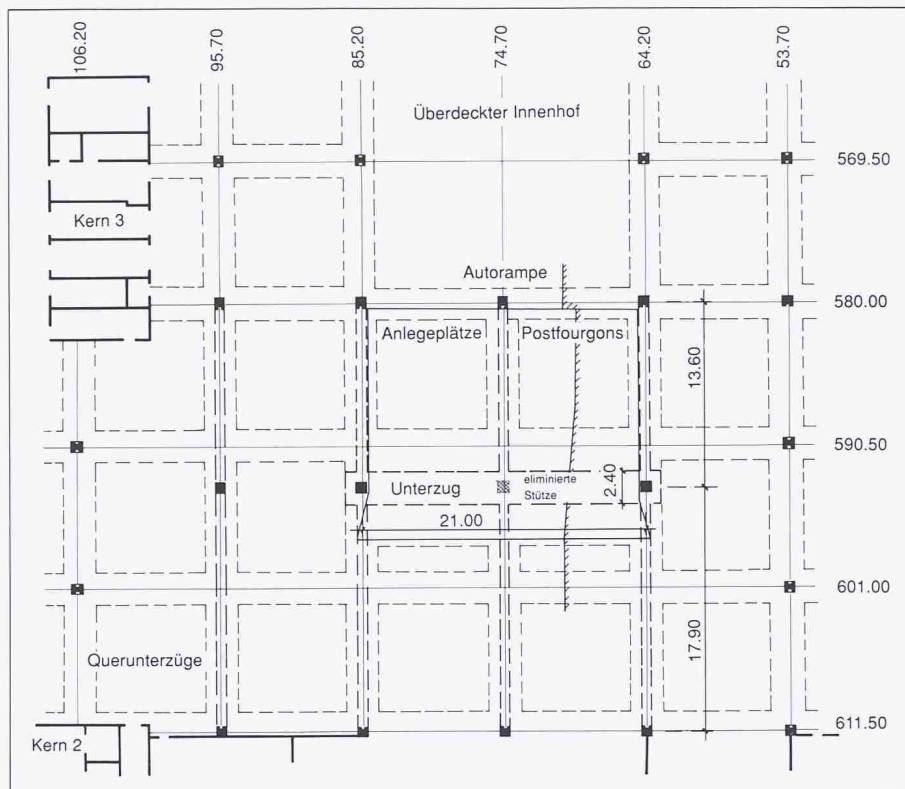 106.20
95.70
85.20
74.70
64.20
53.70
Überdeckter Innenhof
569.50
Kern 3
Autorampe
580.00
Anlegeplätze
Postfourgons
13.60
590.50
Unterzug
eliminierte
Stütze
2.40
21.00
601.00
17.90
Querunterzüge
611.50
Kern 2